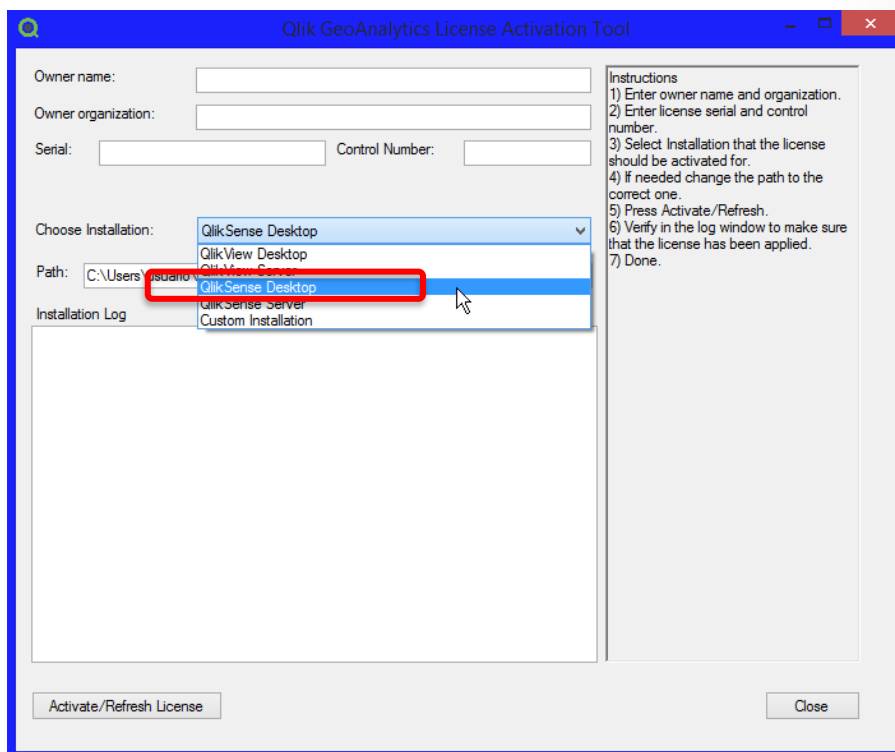 Qlik GeoAnalytics License Activation Tool
Owner name:
Owner organization:
Serial:
Control Number:
Choose Installation:
QlikSense Desktop
QlikView Desktop
QlikView Server
QlikSense Desktop
QlikSense Server
Custom Installation
Path:
C:\Users\usuario\
Installation Log
Instructions
1) Enter owner name and organization.
2) Enter license serial and control
number.
3) Select Installation that the license
should be activated for.
4) If needed change the path to the
correct one.
5) Press Activate/Refresh.
6) Verify in the log window to make sure
that the license has been applied.
7) Done.
Activate/Refresh License
Close